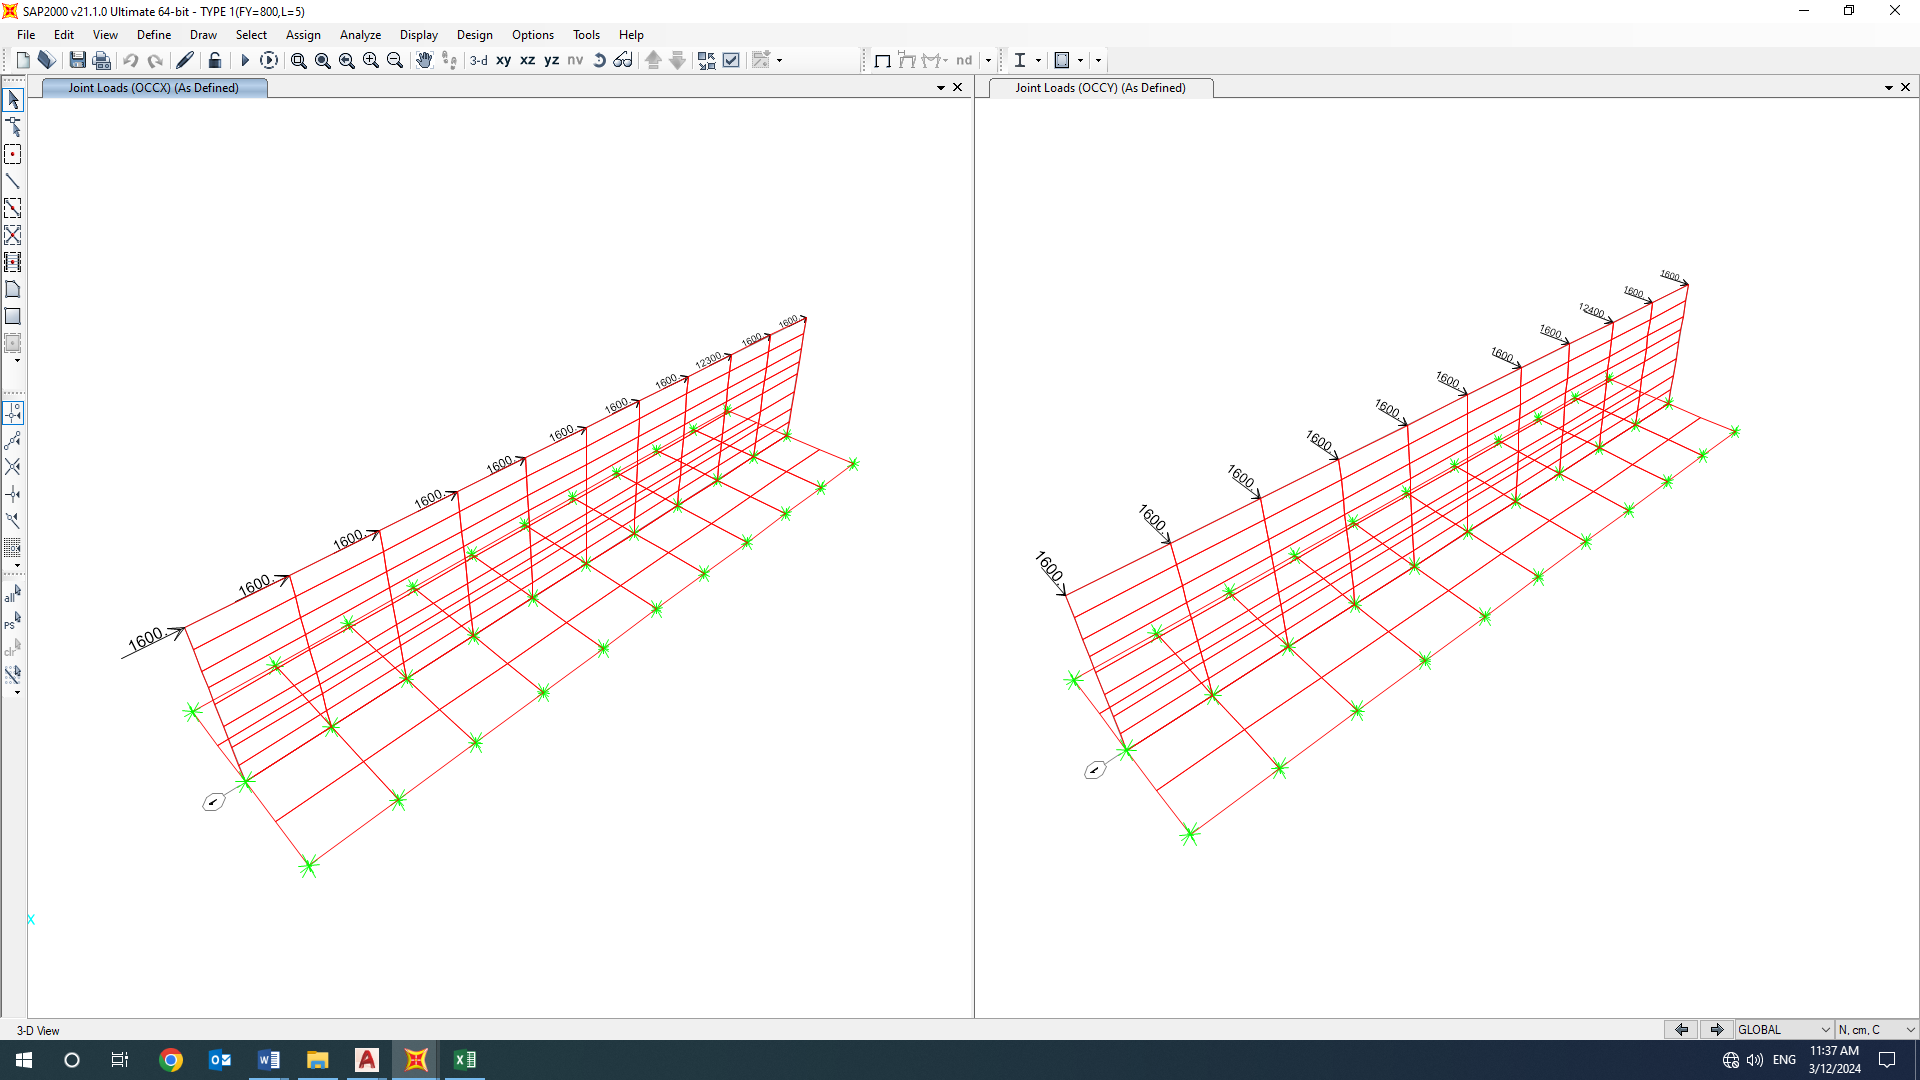 SAP2000 v21.1.0 Ultimate 64-bit - TYPE 1(FY=800,L=5)
File Edit View Define Draw Select Assign Analyze Display Design Options Tools Help
3-d xy xz yz nv nd
Joint Loads (OCCX) (As Defined)
Joint Loads (OCCY) (As Defined)
all
PS
clr
1600.
1600.
12300.
1600.
1600.
1600.
1600.
1600.
1600.
1600.
1600.
1600.
1600.
12400.
1600.
1600.
1600.
1600.
1600.
1600.
1600.
1600.
X
3-D View
GLOBAL
N, cm, C
ENG
11:37 AM
3/12/2024